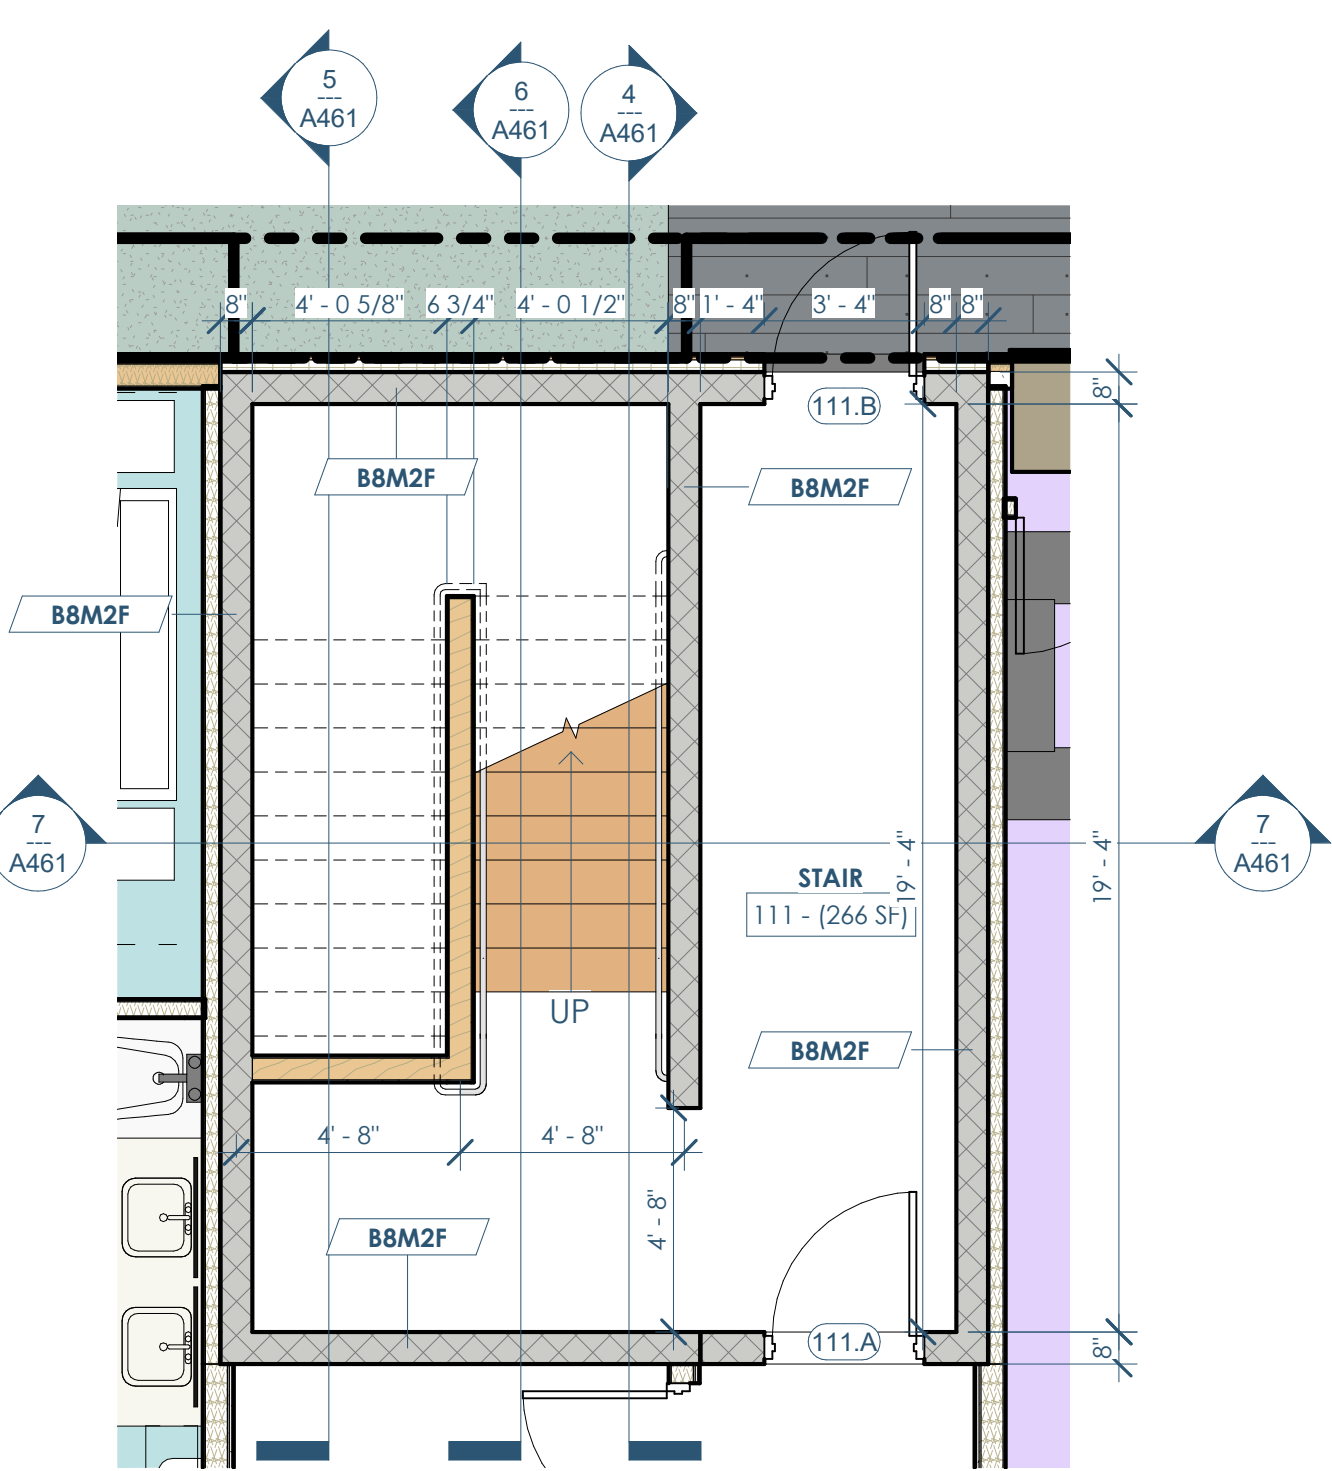 5
---
A461
6
---
A461
4
---
A461
8"
4' - 0 5/8"
6 3/4"
4' - 0 1/2"
8"
1' - 4"
3' - 4"
8"
8"
8"
111.B
B8M2F
B8M2F
B8M2F
7
---
A461
7
---
A461
19' - 4"
19' - 4"
STAIR
111 - (266 SF)
UP
B8M2F
4' - 8"
4' - 8"
4' - 8"
B8M2F
111.A
8"